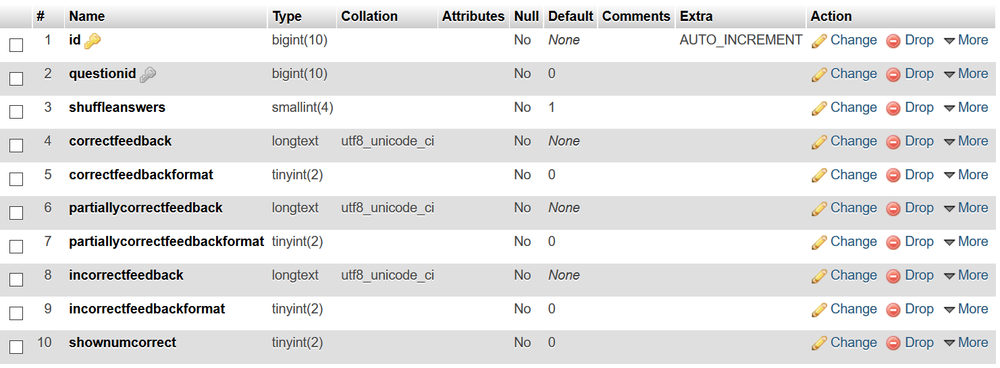 # Name Type Collation Attributes Null Default Comments Extra Action
1 id bigint(10) No None AUTO_INCREMENT Change Drop More
2 questionid bigint(10) No 0 Change Drop More
3 shuffleanswers smallint(4) No 1 Change Drop More
4 correctfeedback longtext utf8_unicode_ci No None Change Drop More
5 correctfeedbackformat tinyint(2) No 0 Change Drop More
6 partiallycorrectfeedback longtext utf8_unicode_ci No None Change Drop More
7 partiallycorrectfeedbackformat tinyint(2) No 0 Change Drop More
8 incorrectfeedback longtext utf8_unicode_ci No None Change Drop More
9 incorrectfeedbackformat tinyint(2) No 0 Change Drop More
10 shownumcorrect tinyint(2) No 0 Change Drop More